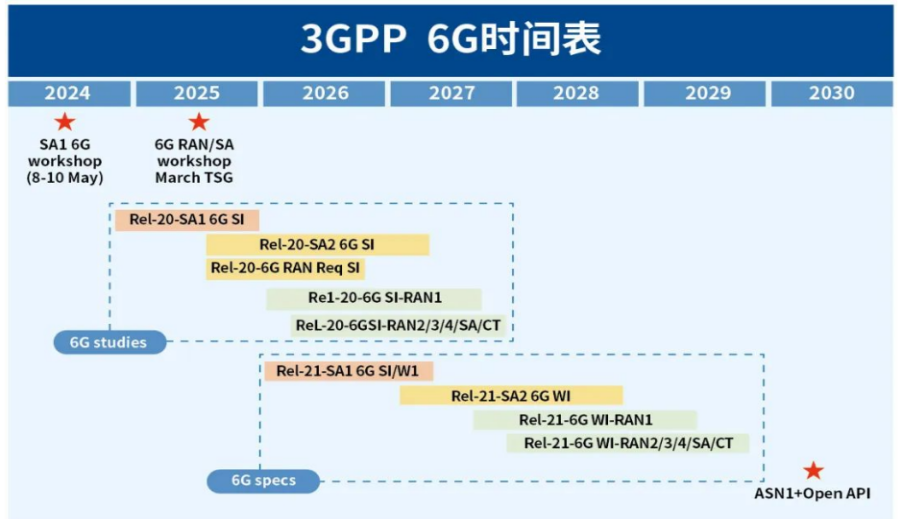 3GPP 6G时间表
2024 2025 2026 2027 2028 2029 2030
SA1 6G
workshop
(8-10 May)
6G RAN/SA
workshop
March TSG
Rel-20-SA1 6G SI
Rel-20-SA2 6G SI
Rel-20-6G RAN Req SI
Re1-20-6G SI-RAN1
ReL-20-6GSI-RAN2/3/4/SA/CT
6G studies
Rel-21-SA1 6G SI/W1
Rel-21-SA2 6G WI
Rel-21-6G WI-RAN1
Rel-21-6G WI-RAN2/3/4/SA/CT
6G specs
ASN1+Open API